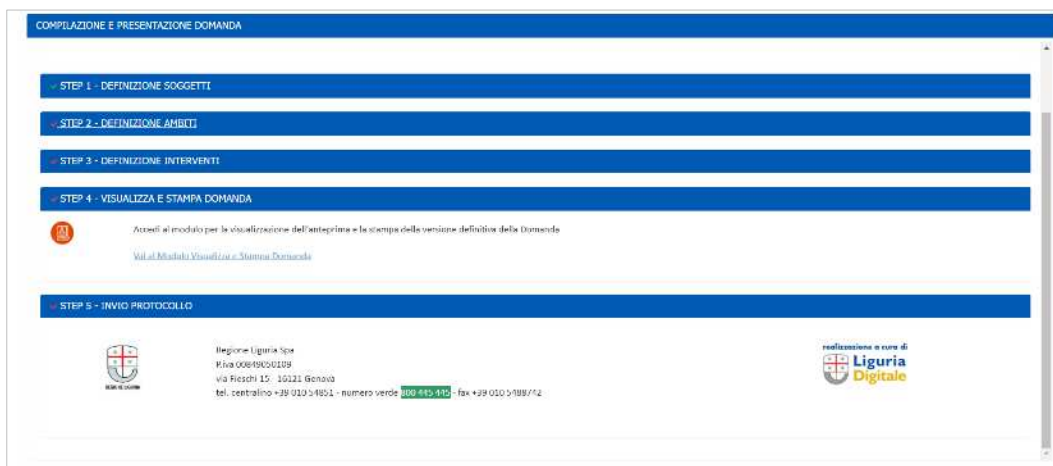 COMPILAZIONE E PRESENTAZIONE DOMANDA
STEP 1 - DEFINIZIONE SOGGETTI
STEP 2 - DEFINIZIONE AMBITI
STEP 3 - DEFINIZIONE INTERVENTI
STEP 4 - VISUALIZZA E STAMPA DOMANDA
Accedi al modulo per la visualizzazione dell'anteprima e la stampa della versione definitiva della Domanda
Vai al Modulo Visualizza e Stampa Domanda
STEP 5 - INVIO PROTOCOLLO
Regione Liguria Spa
P.iva 00849050109
via Fieschi 15 - 16121 Genova
tel. centralino +39 010 54851 - numero verde 800 445 445 - fax +39 010 5488742
REGIONE LIGURIA
realizzazione a cura di
Liguria
Digitale